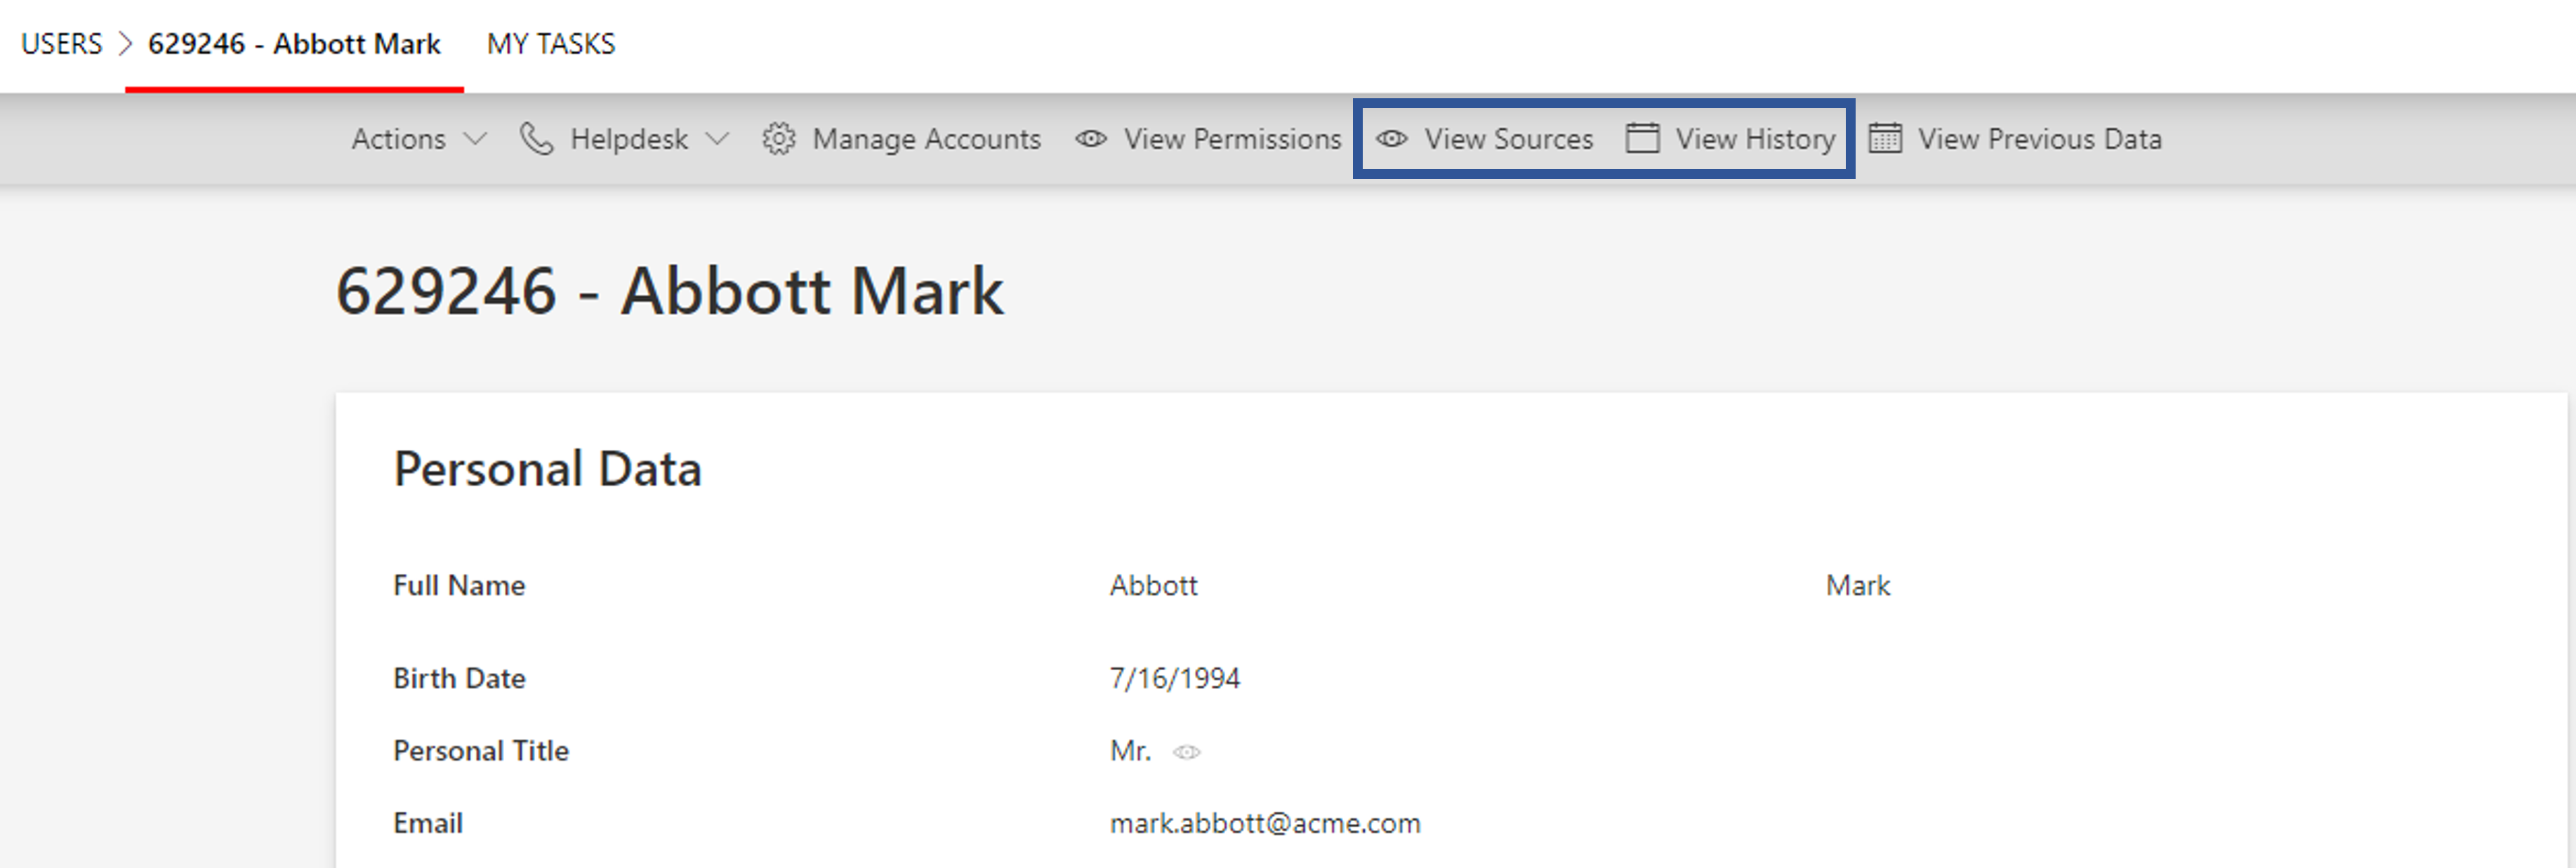 USERS 629246 - Abbott Mark MY TASKS
Actions Helpdesk Manage Accounts View Permissions View Sources View History View Previous Data
629246 - Abbott Mark
Personal Data
Full Name Abbott Mark
Birth Date 7/16/1994
Personal Title Mr.
Email mark.abbott@acme.com